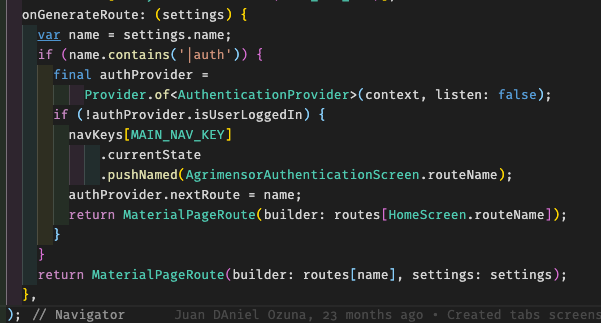 onGenerateRoute: (settings) {
var name = settings.name;
if (name.contains('|auth')) {
final authProvider =
Provider.of<AuthenticationProvider>(context, listen: false);
if (!authProvider.isUserLoggedIn) {
navKeys[MAIN_NAV_KEY]
.currentState
.pushNamed(AgrimensorAuthenticationScreen.routeName);
authProvider.nextRoute = name;
return MaterialPageRoute(builder: routes[HomeScreen.routeName]);
}
}
return MaterialPageRoute(builder: routes[name], settings: settings);
},
); // Navigator Juan DAniel Ozuna, 23 months ago • Created tabs screens